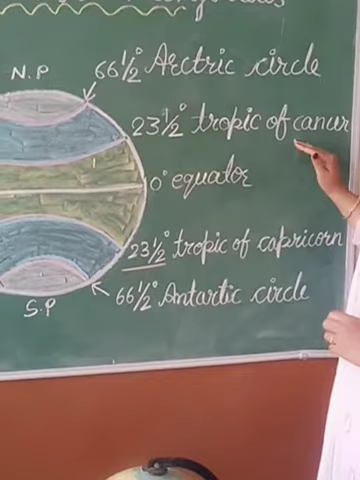 N.P
66½° Arctric circle
23½° tropic of cancer
0° equator
23½° tropic of capricorn
66½° Antartic circle
S.P